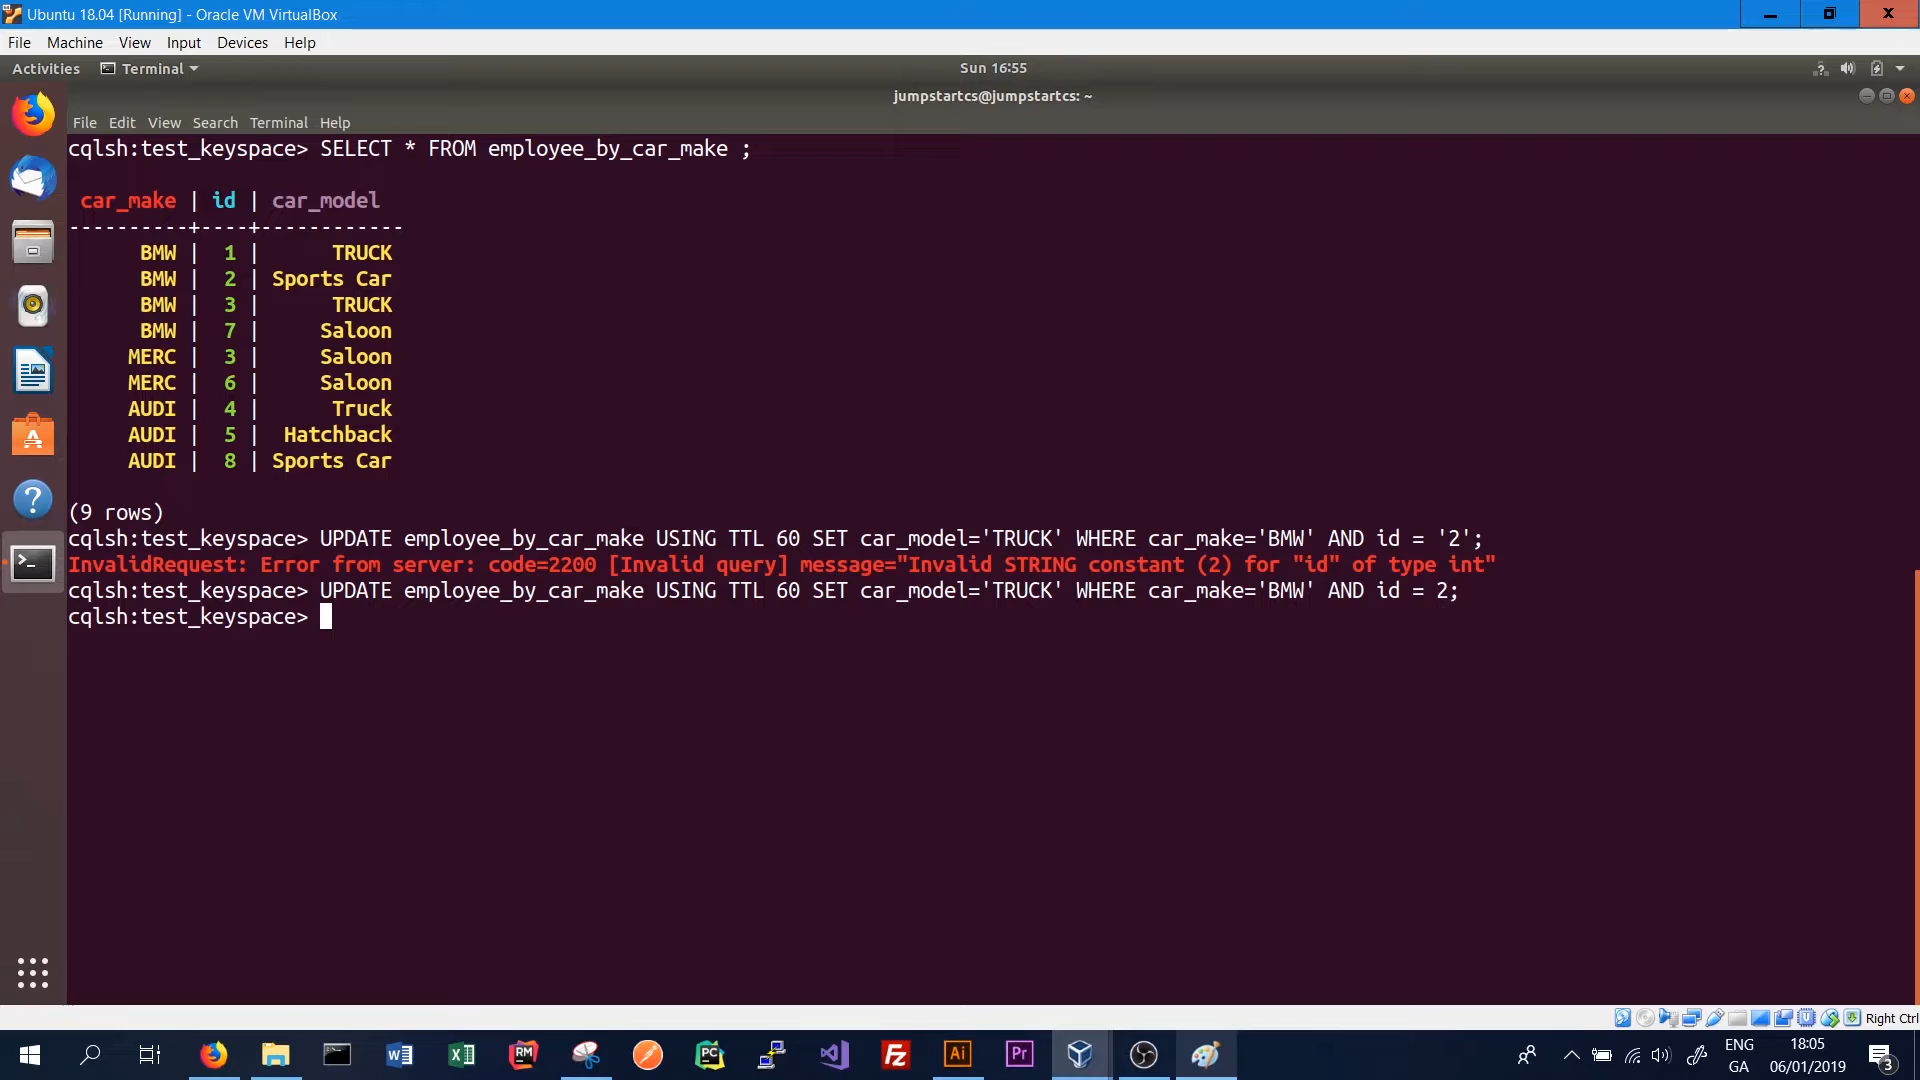 Ubuntu 18.04 [Running] - Oracle VM VirtualBox
File Machine View Input Devices Help
Activities Terminal Sun 16:55
jumpstartcs@jumpstartcs: ~
File Edit View Search Terminal Help
cqlsh:test_keyspace> SELECT * FROM employee_by_car_make ;
car_make | id | car_model
----------+----+------------
BMW | 1 | TRUCK
BMW | 2 | Sports Car
BMW | 3 | TRUCK
BMW | 7 | Saloon
MERC | 3 | Saloon
MERC | 6 | Saloon
AUDI | 4 | Truck
AUDI | 5 | Hatchback
AUDI | 8 | Sports Car
(9 rows)
cqlsh:test_keyspace> UPDATE employee_by_car_make USING TTL 60 SET car_model='TRUCK' WHERE car_make='BMW' AND id = '2';
InvalidRequest: Error from server: code=2200 [Invalid query] message="Invalid STRING constant (2) for "id" of type int"
cqlsh:test_keyspace> UPDATE employee_by_car_make USING TTL 60 SET car_model='TRUCK' WHERE car_make='BMW' AND id = 2;
cqlsh:test_keyspace>
Right Ctrl
RM PC Fz Ai Pr ENG 18:05
GA 06/01/2019 3